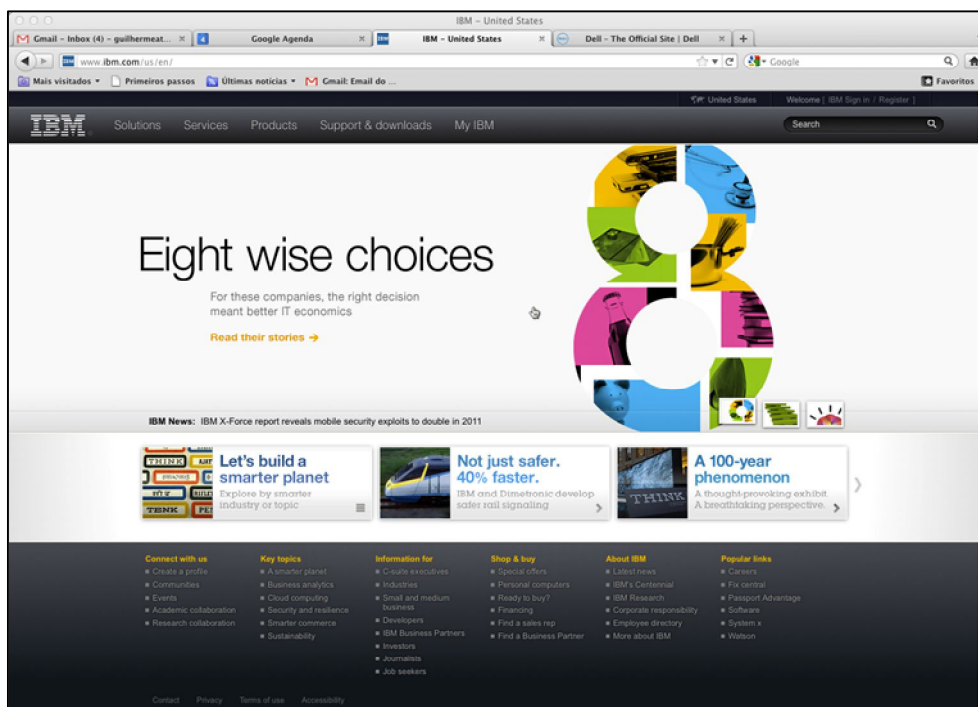 IBM – United States
Gmail – Inbox (4) – guilhermeat... × 4 Google Agenda × IBM IBM – United States × Dell – The Official Site | Dell × +
www.ibm.com/us/en/ Google
Mais visitados Primeiros passos Últimas notícias Gmail: Email do ... Favoritos
United States Welcome [ IBM Sign in / Register ]
IBM Solutions Services Products Support & downloads My IBM Search
Eight wise choices
For these companies, the right decision
meant better IT economics
Read their stories →
IBM News: IBM X-Force report reveals mobile security exploits to double in 2011
THINK
THINK
Let's build a
smarter planet
Explore by smarter
industry or topic
Not just safer.
40% faster.
IBM and Dimetronic develop
safer rail signaling
THINK
A 100-year
phenomenon
A thought-provoking exhibit.
A breathtaking perspective.
Connect with us
Create a profile
Communities
Events
Academic collaboration
Research collaboration
Key topics
A smarter planet
Business analytics
Cloud computing
Security and resilience
Smarter commerce
Sustainability
Information for
C-suite executives
Industries
Small and medium
business
Developers
IBM Business Partners
Investors
Journalists
Job seekers
Shop & buy
Special offers
Personal computers
Ready to buy?
Financing
Find a sales rep
Find a Business Partner
About IBM
Latest news
IBM's Centennial
IBM Research
Corporate responsibility
Employee directory
More about IBM
Popular links
Careers
Fix central
Passport Advantage
Software
System x
Watson
Contact Privacy Terms of use Accessibility